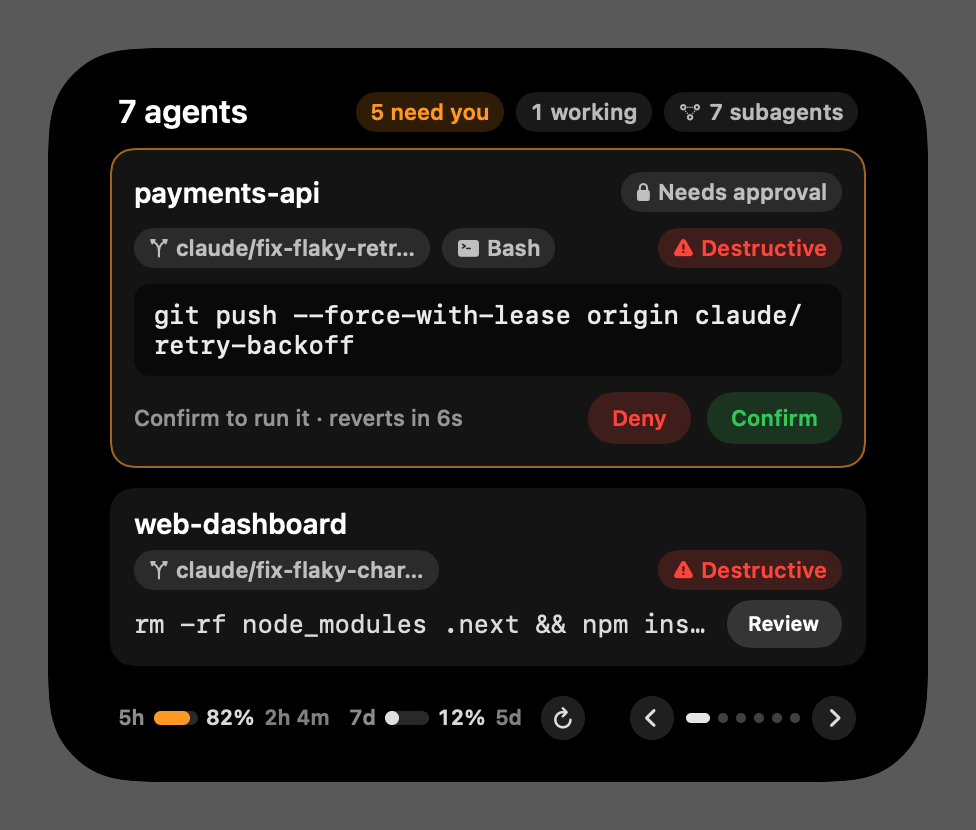 7 agents
5 need you
1 working
7 subagents
payments-api
Needs approval
claude/fix-flaky-retr...
Bash
Destructive
git push --force-with-lease origin claude/
retry-backoff
Confirm to run it · reverts in 6s
Deny
Confirm
web-dashboard
claude/fix-flaky-char...
Destructive
rm -rf node_modules .next && npm ins...
Review
5h 82% 2h 4m 7d 12% 5d